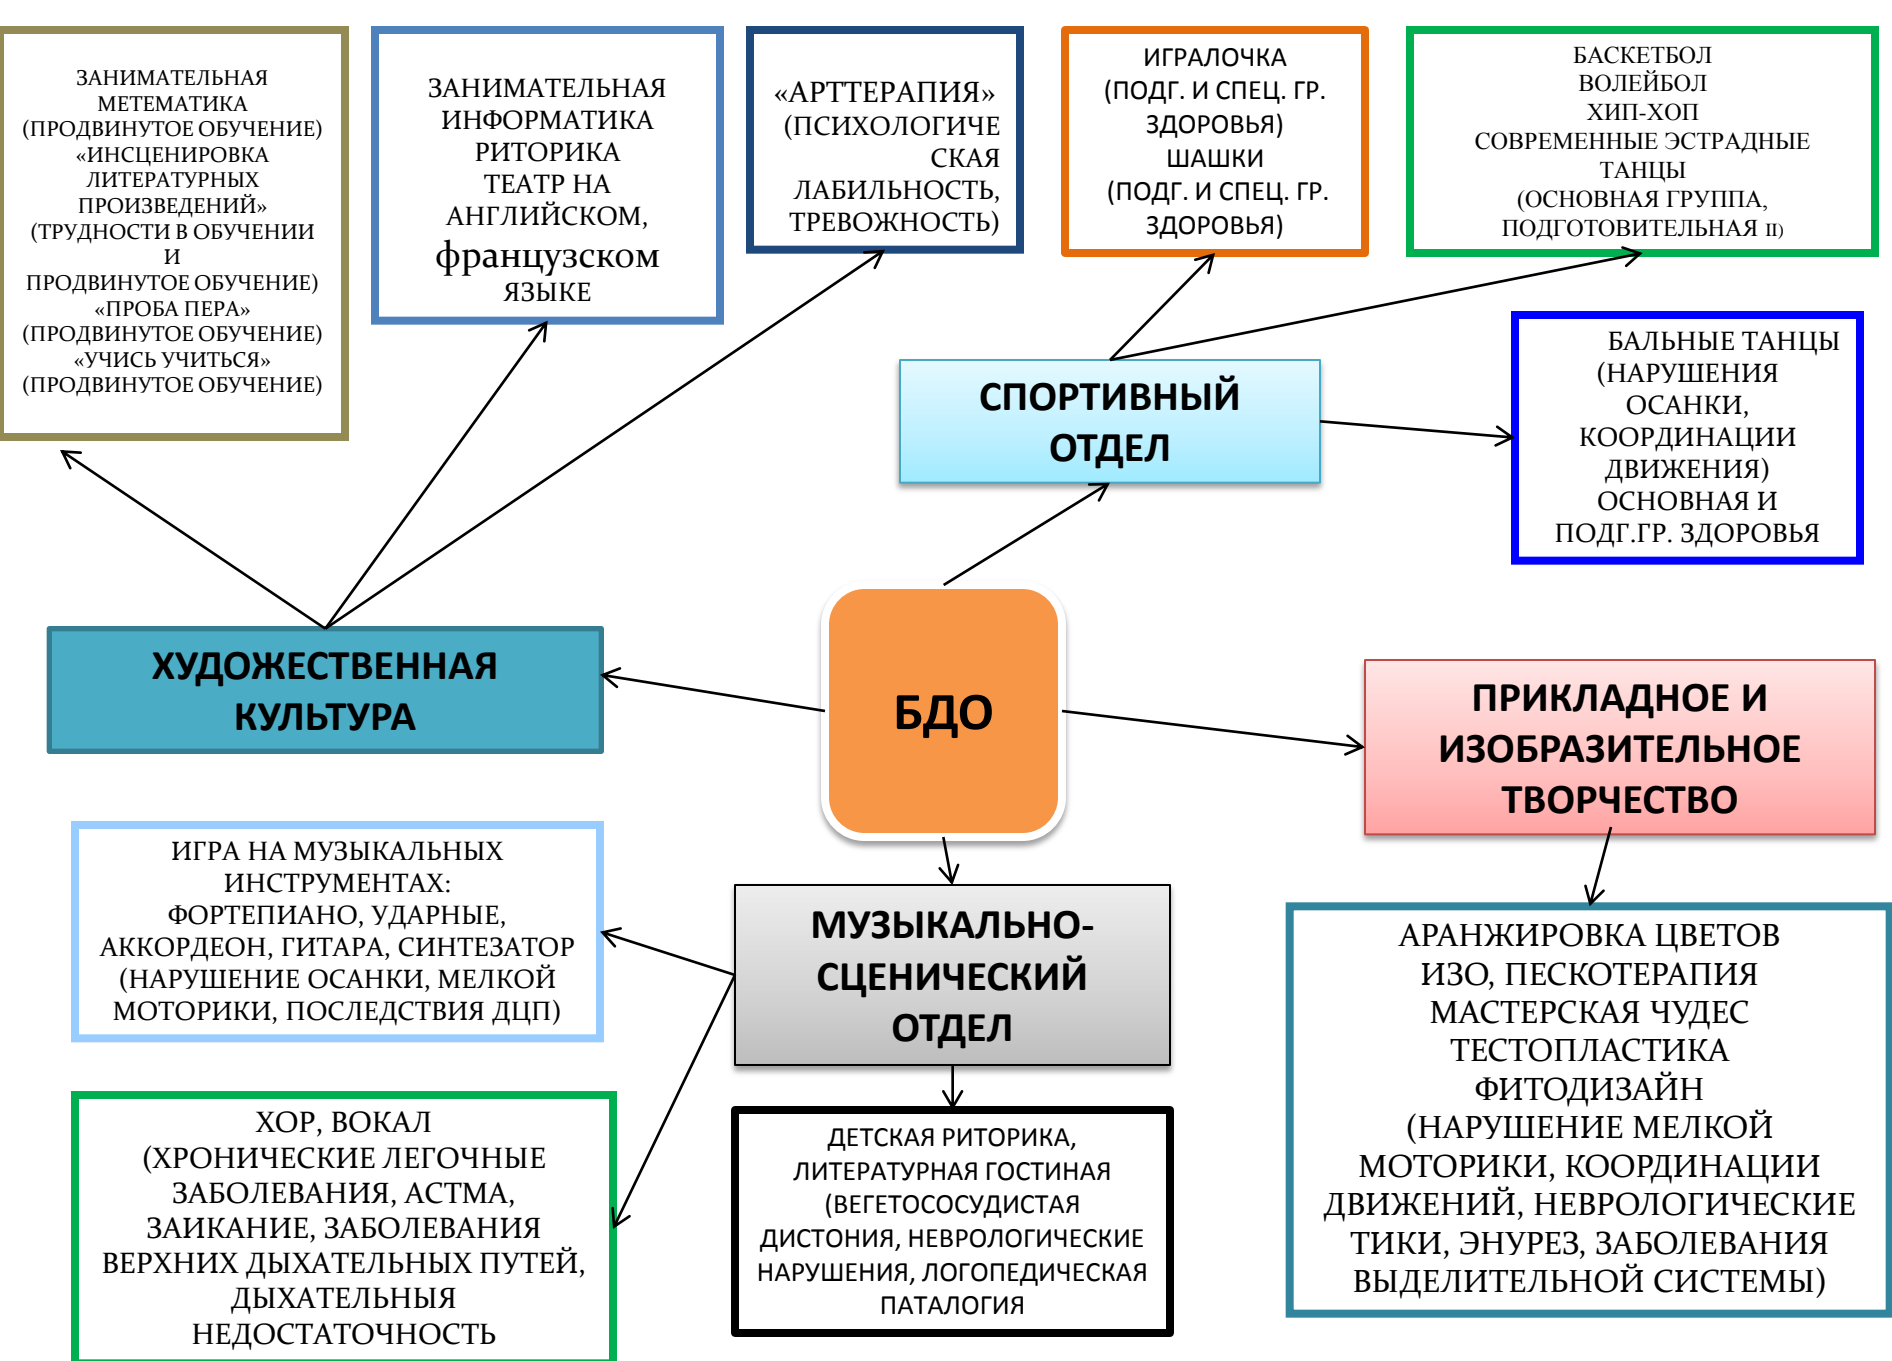 ЗАНИМАТЕЛЬНАЯ
МЕТЕМАТИКА
(ПРОДВИНУТОЕ ОБУЧЕНИЕ)
«ИНСЦЕНИРОВКА
ЛИТЕРАТУРНЫХ
ПРОИЗВЕДЕНИЙ»
(ТРУДНОСТИ В ОБУЧЕНИИ
И
ПРОДВИНУТОЕ ОБУЧЕНИЕ)
«ПРОБА ПЕРА»
(ПРОДВИНУТОЕ ОБУЧЕНИЕ)
«УЧИСЬ УЧИТЬСЯ»
(ПРОДВИНУТОЕ ОБУЧЕНИЕ)
ЗАНИМАТЕЛЬНАЯ
ИНФОРМАТИКА
РИТОРИКА
ТЕАТР НА
АНГЛИЙСКОМ,
французском
ЯЗЫКЕ
«АРТТЕРАПИЯ»
(ПСИХОЛОГИЧЕ
СКАЯ
ЛАБИЛЬНОСТЬ,
ТРЕВОЖНОСТЬ)
ИГРАЛОЧКА
(ПОДГ. И СПЕЦ. ГР.
ЗДОРОВЬЯ)
ШАШКИ
(ПОДГ. И СПЕЦ. ГР.
ЗДОРОВЬЯ)
БАСКЕТБОЛ
ВОЛЕЙБОЛ
ХИП-ХОП
СОВРЕМЕННЫЕ ЭСТРАДНЫЕ
ТАНЦЫ
(ОСНОВНАЯ ГРУППА,
ПОДГОТОВИТЕЛЬНАЯ II)
СПОРТИВНЫЙ
ОТДЕЛ
БАЛЬНЫЕ ТАНЦЫ
(НАРУШЕНИЯ
ОСАНКИ,
КООРДИНАЦИИ
ДВИЖЕНИЯ)
ОСНОВНАЯ И
ПОДГ.ГР. ЗДОРОВЬЯ
ХУДОЖЕСТВЕННАЯ
КУЛЬТУРА
БДО
ПРИКЛАДНОЕ И
ИЗОБРАЗИТЕЛЬНОЕ
ТВОРЧЕСТВО
ИГРА НА МУЗЫКАЛЬНЫХ
ИНСТРУМЕНТАХ:
ФОРТЕПИАНО, УДАРНЫЕ,
АККОРДЕОН, ГИТАРА, СИНТЕЗАТОР
(НАРУШЕНИЕ ОСАНКИ, МЕЛКОЙ
МОТОРИКИ, ПОСЛЕДСТВИЯ ДЦП)
МУЗЫКАЛЬНО-
СЦЕНИЧЕСКИЙ
ОТДЕЛ
АРАНЖИРОВКА ЦВЕТОВ
ИЗО, ПЕСКОТЕРАПИЯ
МАСТЕРСКАЯ ЧУДЕС
ТЕСТОПЛАСТИКА
ФИТОДИЗАЙН
(НАРУШЕНИЕ МЕЛКОЙ
МОТОРИКИ, КООРДИНАЦИИ
ДВИЖЕНИЙ, НЕВРОЛОГИЧЕСКИЕ
ТИКИ, ЭНУРЕЗ, ЗАБОЛЕВАНИЯ
ВЫДЕЛИТЕЛЬНОЙ СИСТЕМЫ)
ХОР, ВОКАЛ
(ХРОНИЧЕСКИЕ ЛЕГОЧНЫЕ
ЗАБОЛЕВАНИЯ, АСТМА,
ЗАИКАНИЕ, ЗАБОЛЕВАНИЯ
ВЕРХНИХ ДЫХАТЕЛЬНЫХ ПУТЕЙ,
ДЫХАТЕЛЬНЫЯ
НЕДОСТАТОЧНОСТЬ
ДЕТСКАЯ РИТОРИКА,
ЛИТЕРАТУРНАЯ ГОСТИНАЯ
(ВЕГЕТОСОСУДИСТАЯ
ДИСТОНИЯ, НЕВРОЛОГИЧЕСКИЕ
НАРУШЕНИЯ, ЛОГОПЕДИЧЕСКАЯ
ПАТАЛОГИЯ